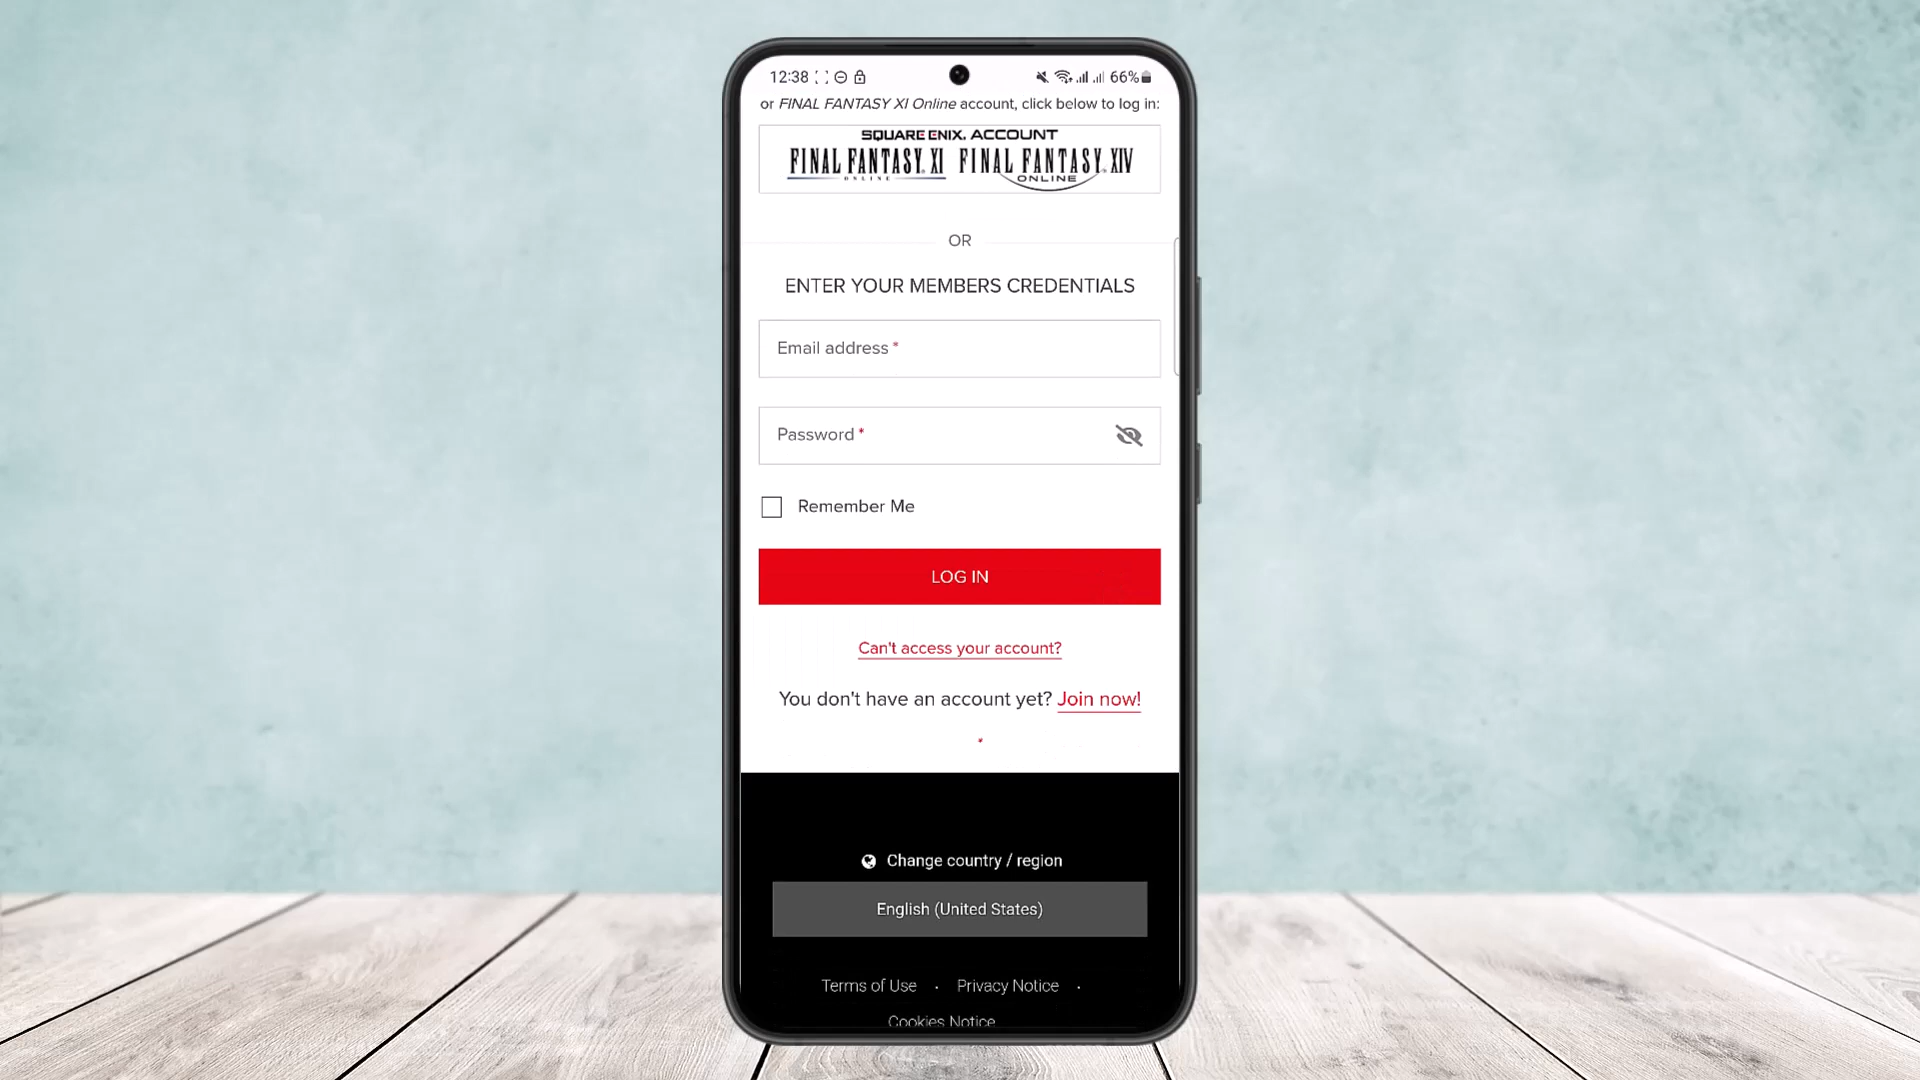 12:38 66%
or FINAL FANTASY XI Online account, click below to log in:
SQUARE ENIX. ACCOUNT
FINAL FANTASY XI FINAL FANTASY XIV
ONLINE ONLINE
OR
ENTER YOUR MEMBERS CREDENTIALS
Email address *
Password *
Remember Me
LOG IN
Can't access your account?
You don't have an account yet? Join now!
*
Change country / region
English (United States)
Terms of Use · Privacy Notice ·
Cookies Notice